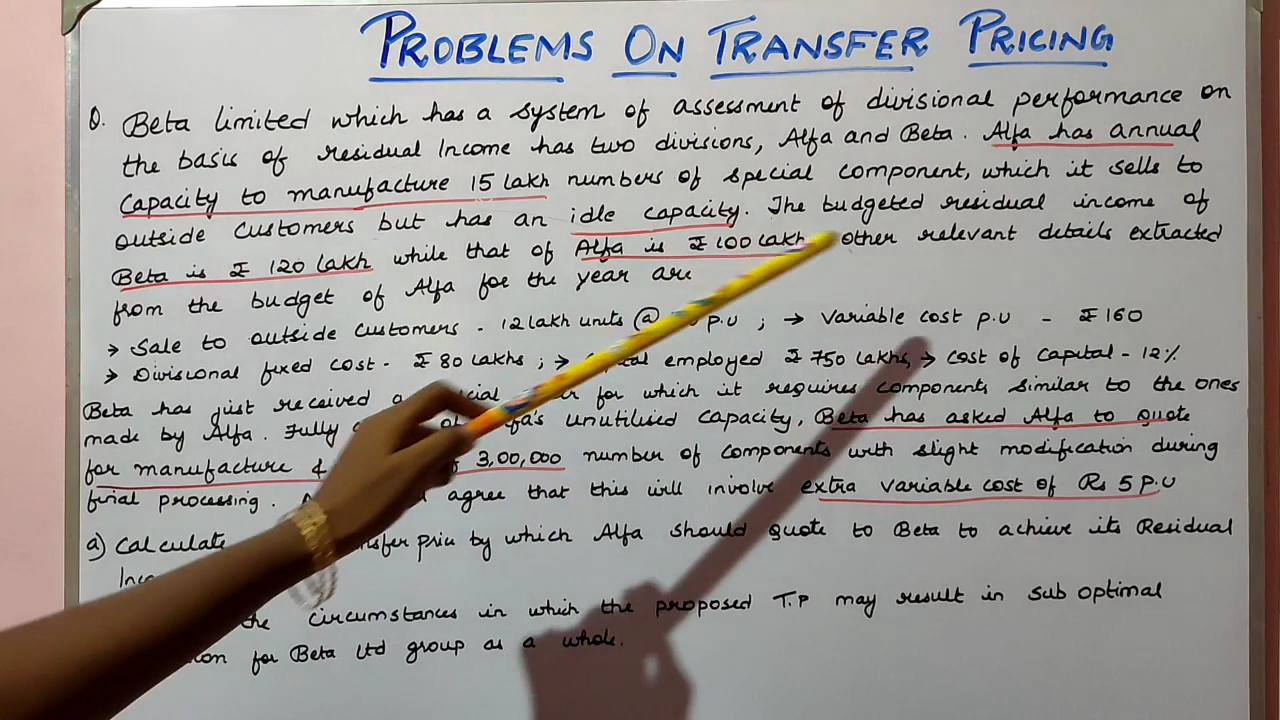 PROBLEMS ON TRANSFER PRICING
Q. Beta limited which has a system of assessment of divisional performance on
the basis of residual Income has two divisions, Alfa and Beta. Alfa has annual
Capacity to manufacture 15 lakh numbers of special component, which it sells to
outside customers but has an idle capacity. The budgeted residual income of
Beta is ₹ 120 lakh while that of Alfa is ₹ 100 lakh other relevant details extracted
from the budget of Alfa for the year are
→ Sale to outside customers - 12 lakh units @ P.U ; → Variable cost p.u - ₹ 160
→ Divisional fixed cost - ₹ 80 lakhs ; → employed ₹ 750 lakhs, → cost of capital - 12%
Beta has just received a for which it requires components similar to the ones
made by Alfa. Fully unutilised capacity, Beta has asked Alfa to quote
for manufacture & 3,00,000 number of components with slight modification during
final processing. agree that this will involve extra variable cost of Rs 5 P.U
a) Calculate price by which Alfa should quote to Beta to achieve its Residual
the circumstances in which the proposed T.P may result in sub optimal
for Beta ltd group as a whole.